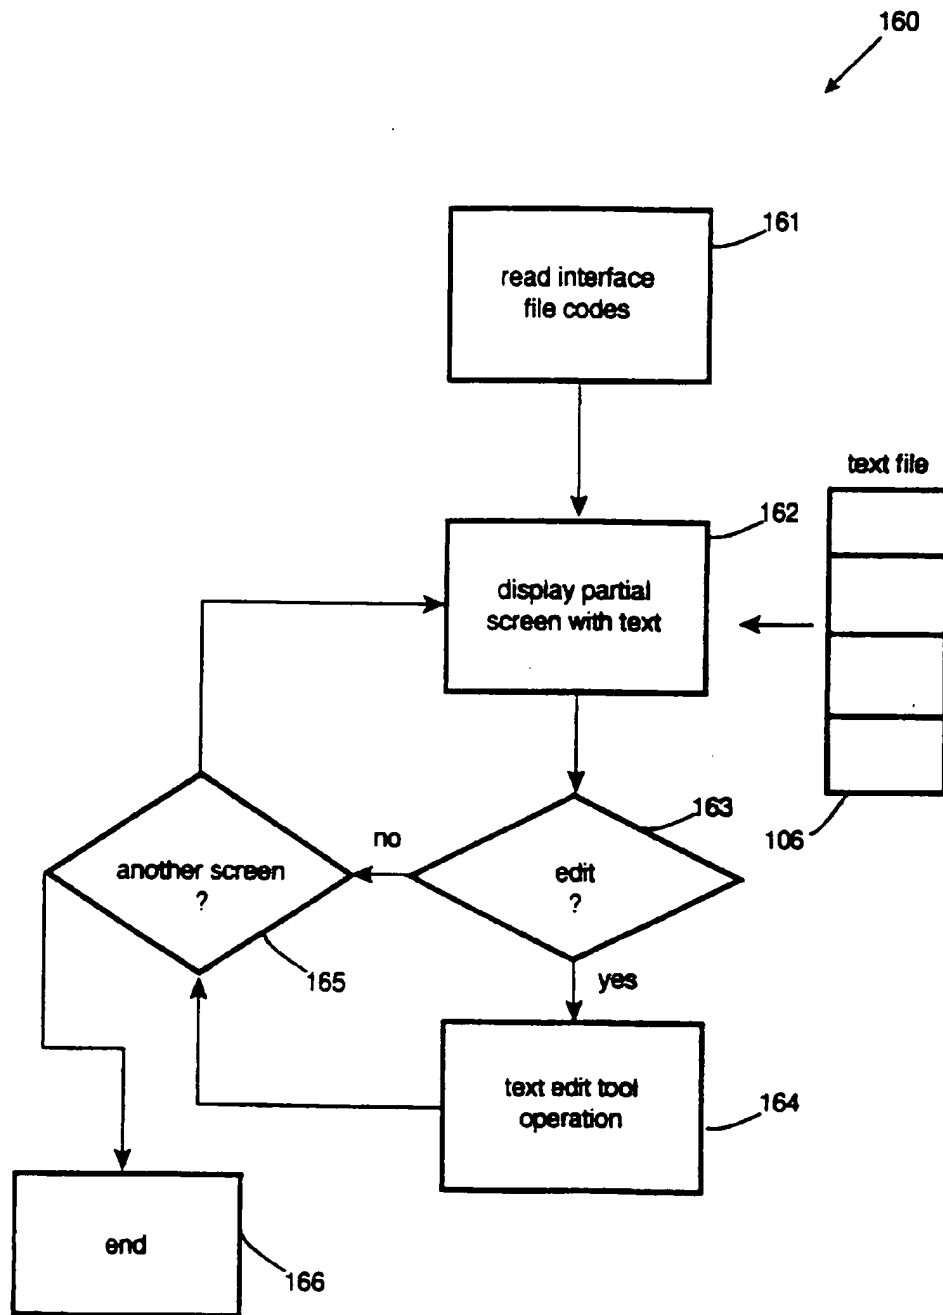 160
161
read interface
file codes
text file
162
display partial
screen with text
163
106
no
another screen
?
edit
?
165
yes
text edit tool
operation
164
end
166